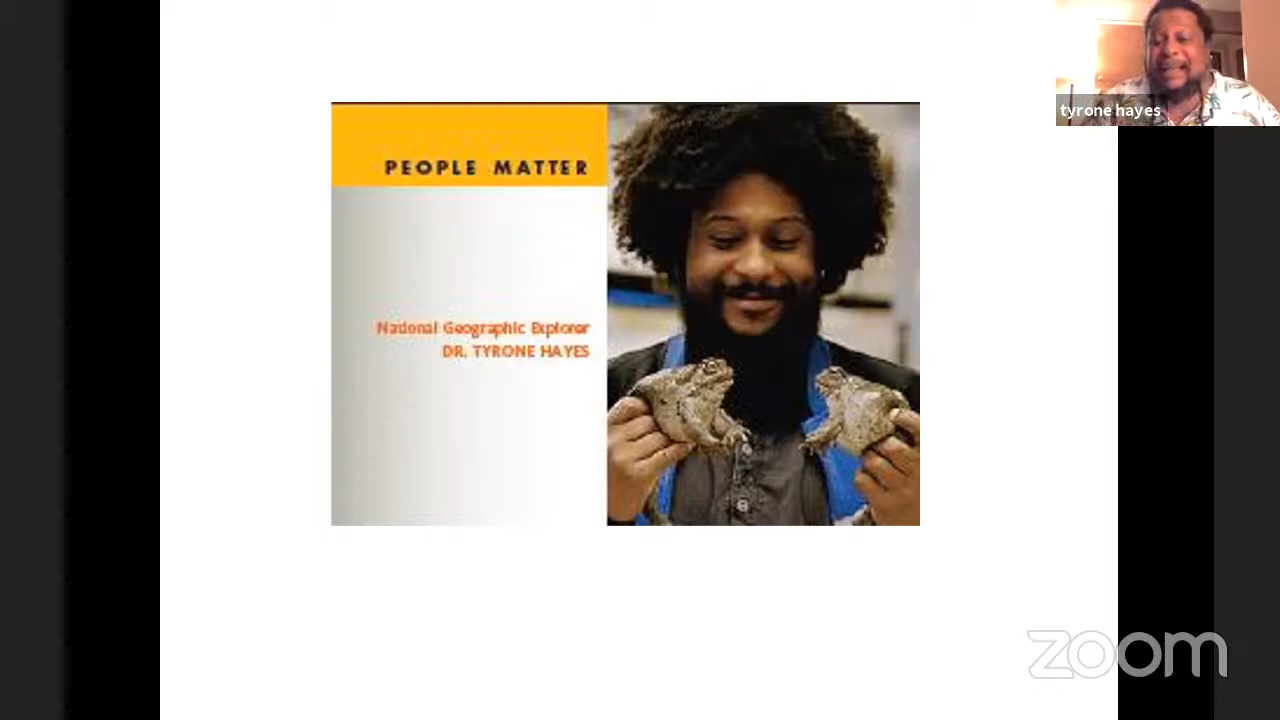 PEOPLE MATTER
National Geographic Explorer
DR. TYRONE HAYES
tyrone hayes
zoom